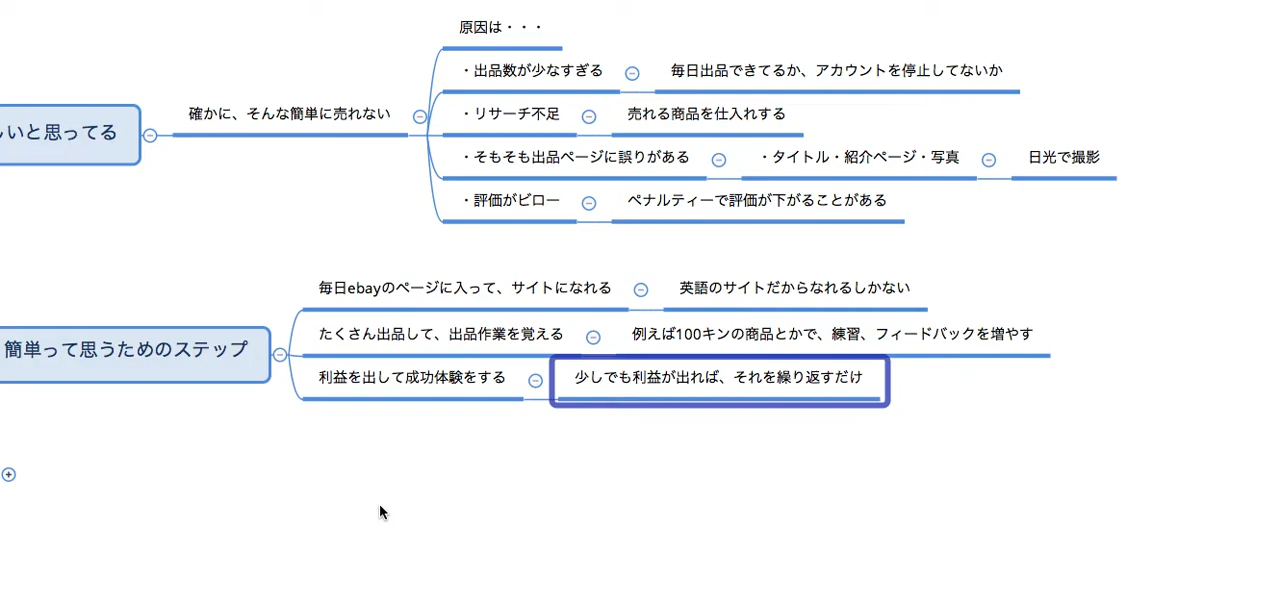 原因は・・・
・出品数が少なすぎる
毎日出品できてるか、アカウントを停止してないか
いと思ってる
確かに、そんな簡単に売れない
・リサーチ不足
売れる商品を仕入れする
・そもそも出品ページに誤りがある
・タイトル・紹介ページ・写真
日光で撮影
・評価がビロー
ペナルティーで評価が下がることがある
簡単って思うためのステップ
毎日ebayのページに入って、サイトになれる
英語のサイトだからなれるしかない
たくさん出品して、出品作業を覚える
例えば100キンの商品とかで、練習、フィードバックを増やす
利益を出して成功体験をする
少しでも利益が出れば、それを繰り返すだけ